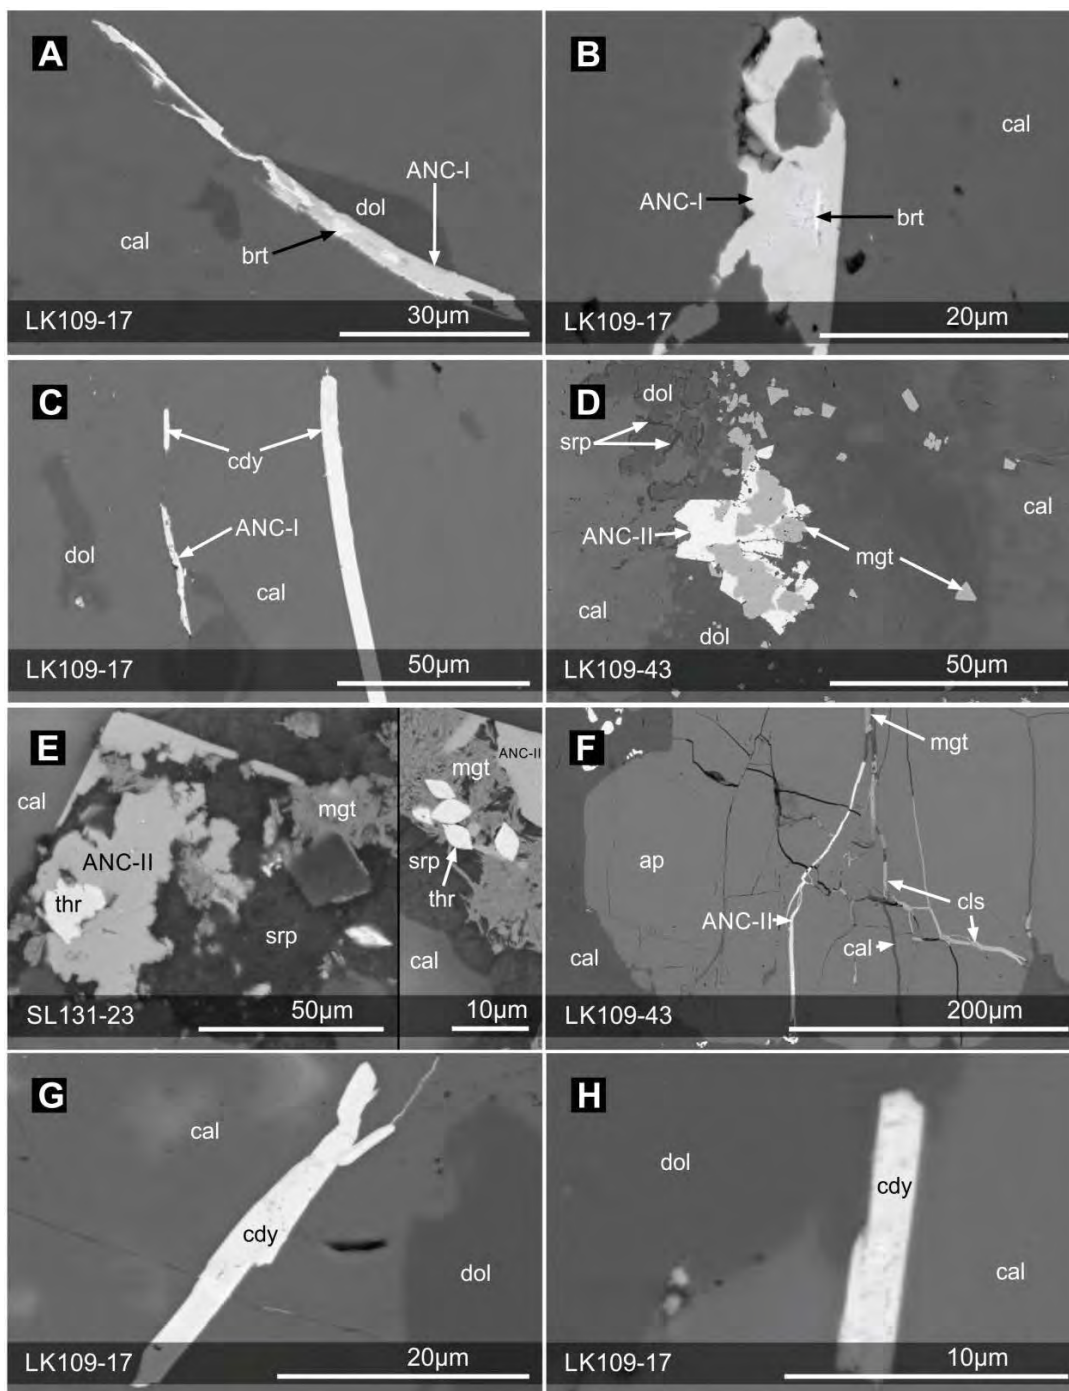 A
ANC-I
dol
cal
brt
LK109-17
30µm
B
cal
ANC-I
brt
LK109-17
20µm
C
cdy
ANC-I
dol
cal
LK109-17
50µm
D
dol
srp
cal
ANC-II
mgt
cal
dol
LK109-43
50µm
E
cal
mgt
ANC-II
thr
srp
SL131-23
50µm
ANC-II
mgt
srp
thr
cal
10µm
F
mgt
ap
cls
ANC-II
cal
cal
LK109-43
200µm
G
cal
cdy
dol
LK109-17
20µm
H
dol
cdy
cal
LK109-17
10µm